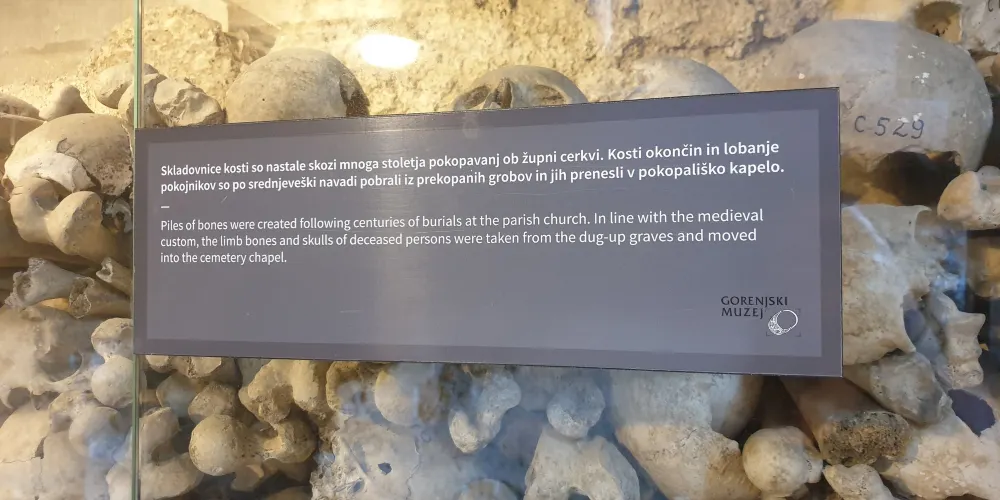 C 529
Skladovnice kosti so nastale skozi mnoga stoletja pokopavanj ob župni cerkvi. Kosti okončin in lobanje
pokojnikov so po srednjeveški navadi pobrali iz prekopanih grobov in jih prenesli v pokopališko kapelo.
—
Piles of bones were created following centuries of burials at the parish church. In line with the medieval
custom, the limb bones and skulls of deceased persons were taken from the dug-up graves and moved
into the cemetery chapel.
GORENJSKI
MUZEJ